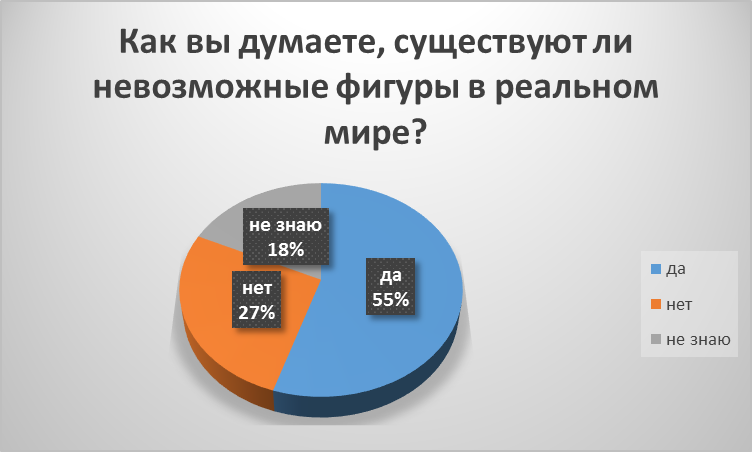 Как вы думаете, существуют ли
невозможные фигуры в реальном
мире?
не знаю
18%
да
55%
нет
27%
да
нет
не знаю